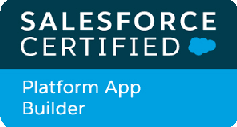 SALESFORCE
CERTIFIED
Platform App
Builder